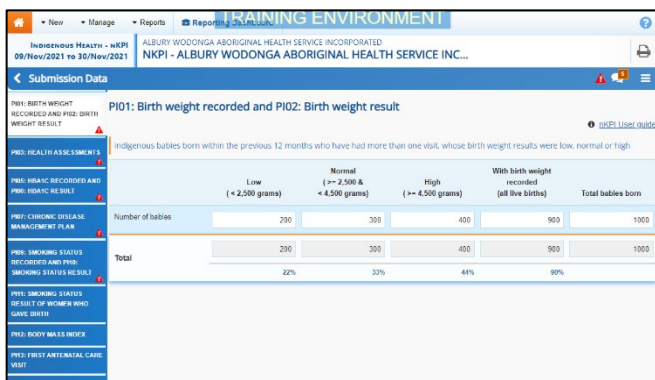 TRAINING ENVIRONMENT
New Manage Reports Reporting Dashboard
INDIGENOUS HEALTH - NKPI
09/NOV/2021 TO 30/NOV/2021
ALBURY WODONGA ABORIGINAL HEALTH SERVICE INCORPORATED
NKPI - ALBURY WODONGA ABORIGINAL HEALTH SERVICE INC...
Submission Data
5
PI01: BIRTH WEIGHT
RECORDED AND PI02: BIRTH
WEIGHT RESULT
PI03: HEALTH ASSESSMENTS
PI05: HBA1C RECORDED AND
PI06: HBA1C RESULT
PI07: CHRONIC DISEASE
MANAGEMENT PLAN
PI09: SMOKING STATUS
RECORDED AND PI10:
SMOKING STATUS RESULT
PI11: SMOKING STATUS
RESULT OF WOMEN WHO
GAVE BIRTH
PI12: BODY MASS INDEX
PI13: FIRST ANTENATAL CARE
VISIT
PI01: Birth weight recorded and PI02: Birth weight result
nKPI User guide
Indigenous babies born within the previous 12 months who have had more than one visit, whose birth weight results were low, normal or high
Low
( < 2,500 grams)
Normal
( >= 2,500 &
< 4,500 grams)
High
( >= 4,500 grams)
With birth weight
recorded
(all live births)
Total babies born
Number of babies 200 300 400 900 1000
Total 200 300 400 900 1000
22% 33% 44% 90%